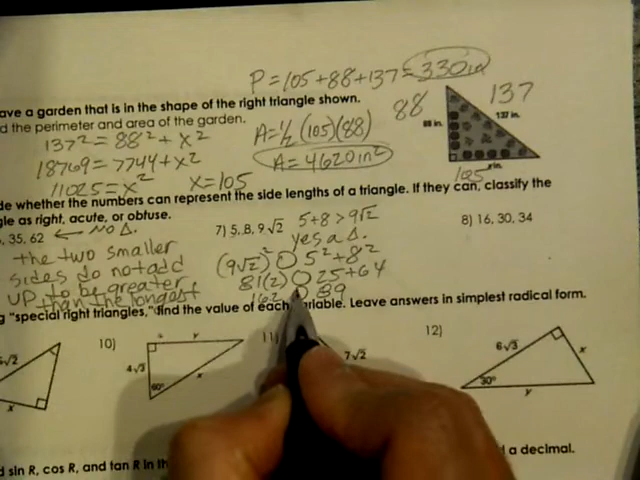 P = 105 + 88 + 137 = 330 in
ave a garden that is in the shape of the right triangle shown.
d the perimeter and area of the garden.
137² = 88² + x²
18769 = 7744 + x²
11025 = x²
x = 105
A = 1/2 (105)(88)
A = 4620 in²
88
137
88 in.
137 in.
105
de whether the numbers can represent the side lengths of a triangle. If they can, classify the
gle as right, acute, or obtuse.
, 35, 62 ← NO Δ.
the two smaller
sides do not add
up to be greater
than the longest
7) 5, 8, 9√2
5 + 8 > 9√2
yes a Δ.
(9√2)² ○ 5² + 8²
81(2) ○ 25 + 64
162 ○ 89
8) 16, 30, 34
g "special right triangles," find the value of each variable. Leave answers in simplest radical form.
√2
x
10)
4√3
60°
y
x
11)
7√2
12)
6√3
30°
x
y
d sin R, cos R, and tan R in th
d a decimal.